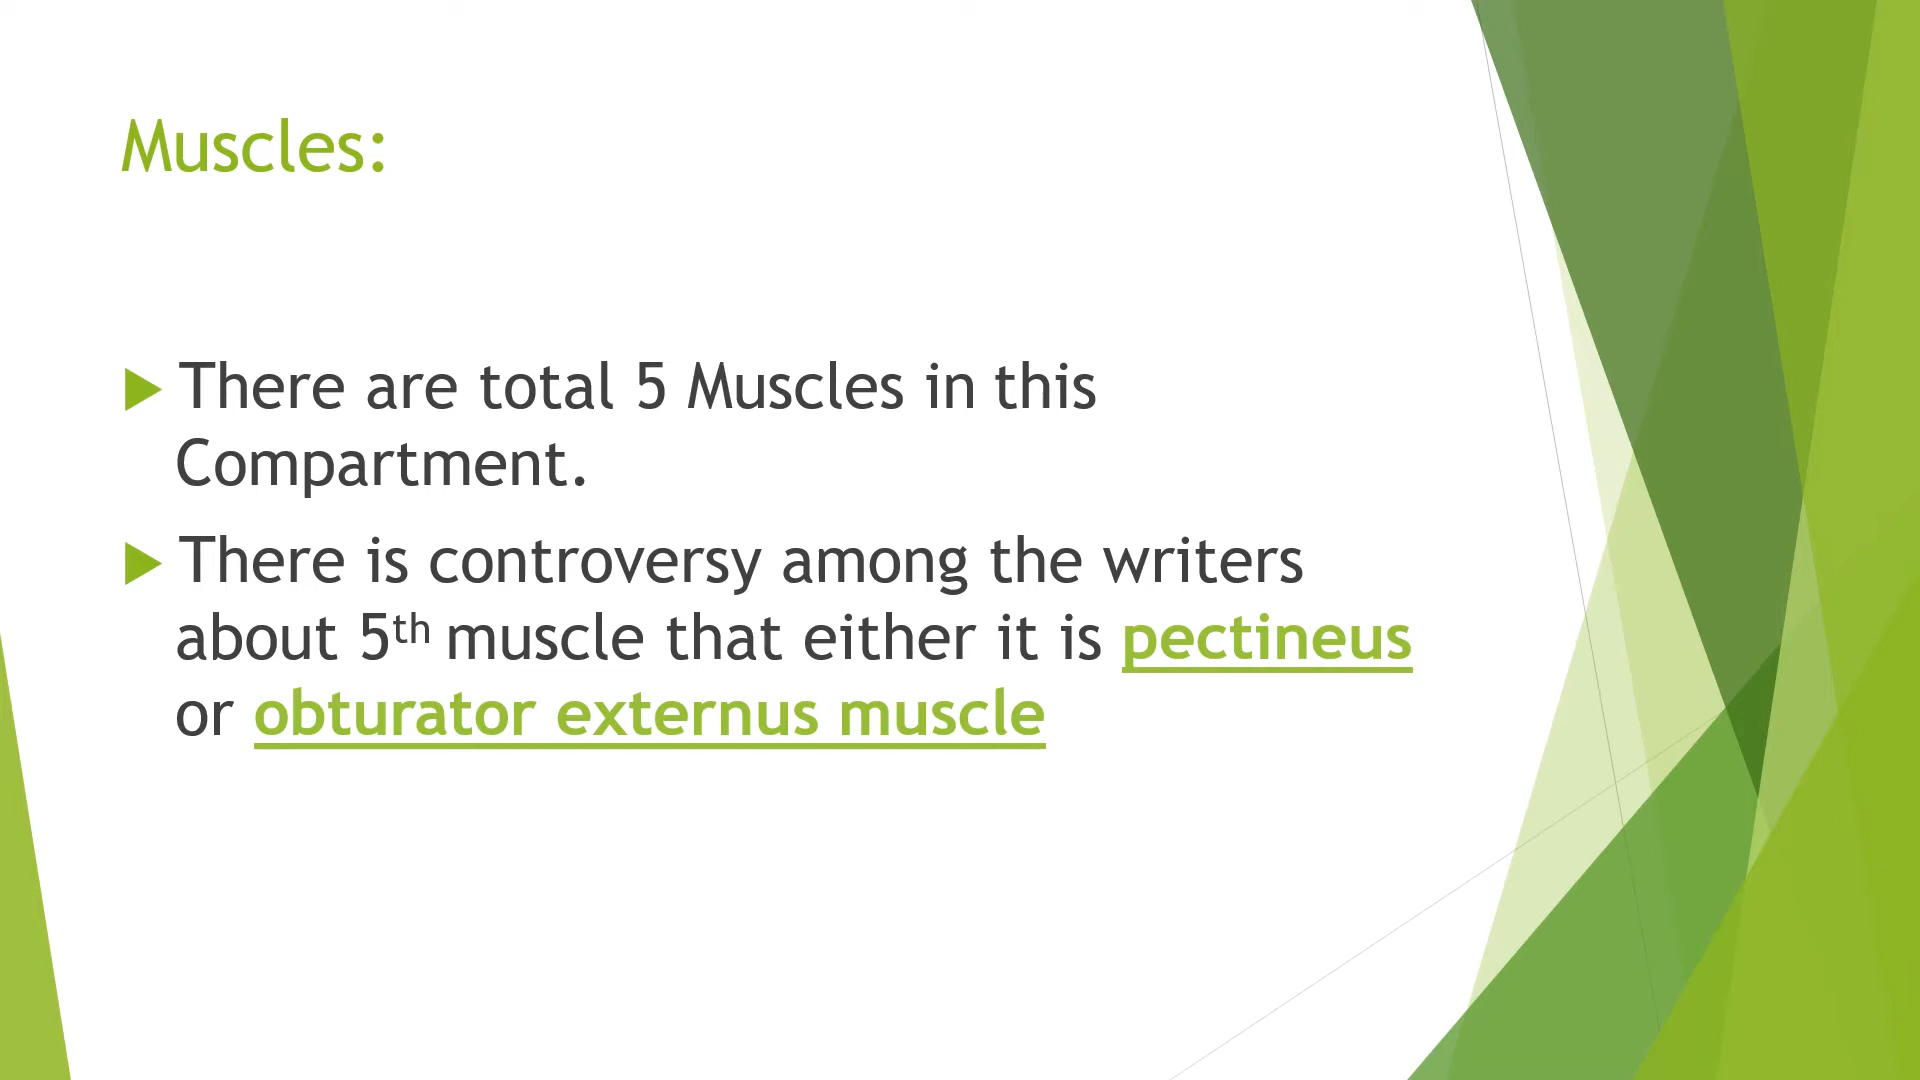 Muscles:
There are total 5 Muscles in this
Compartment.
There is controversy among the writers
about 5th muscle that either it is pectineus
or obturator externus muscle